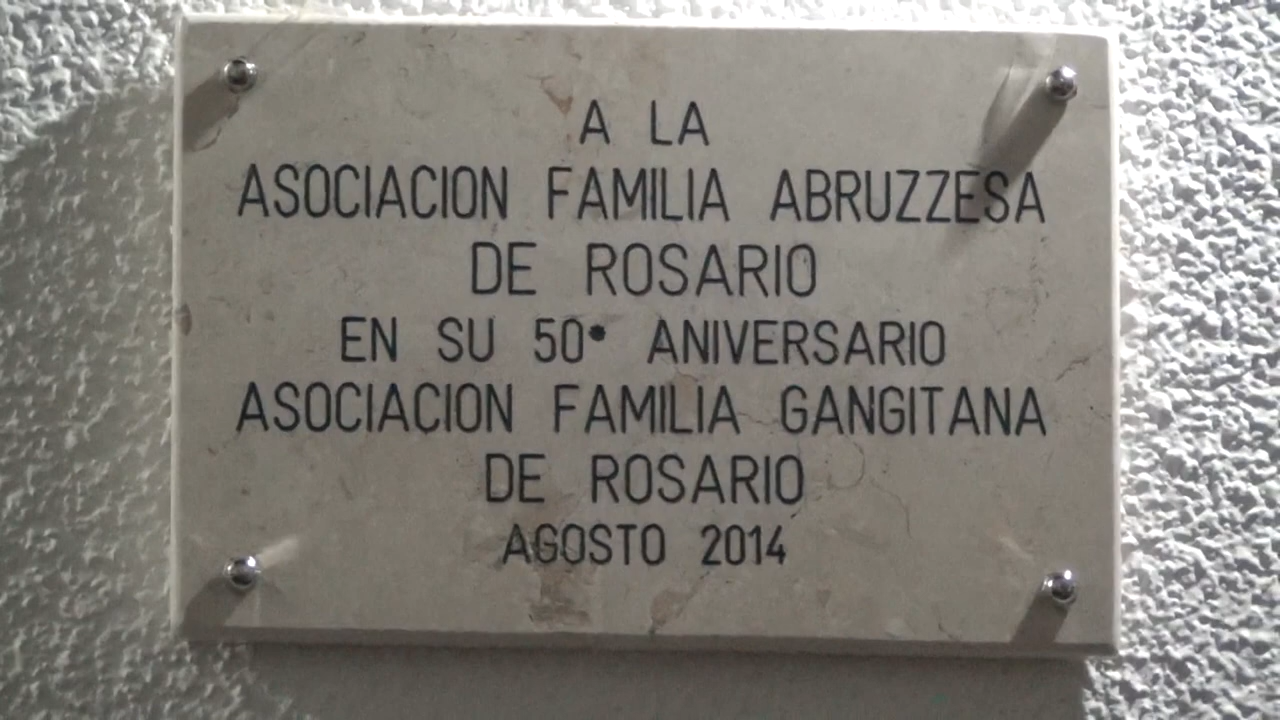 A LA
ASOCIACION FAMILIA ABRUZZESA
DE ROSARIO
EN SU 50° ANIVERSARIO
ASOCIACION FAMILIA GANGITANA
DE ROSARIO
AGOSTO 2014